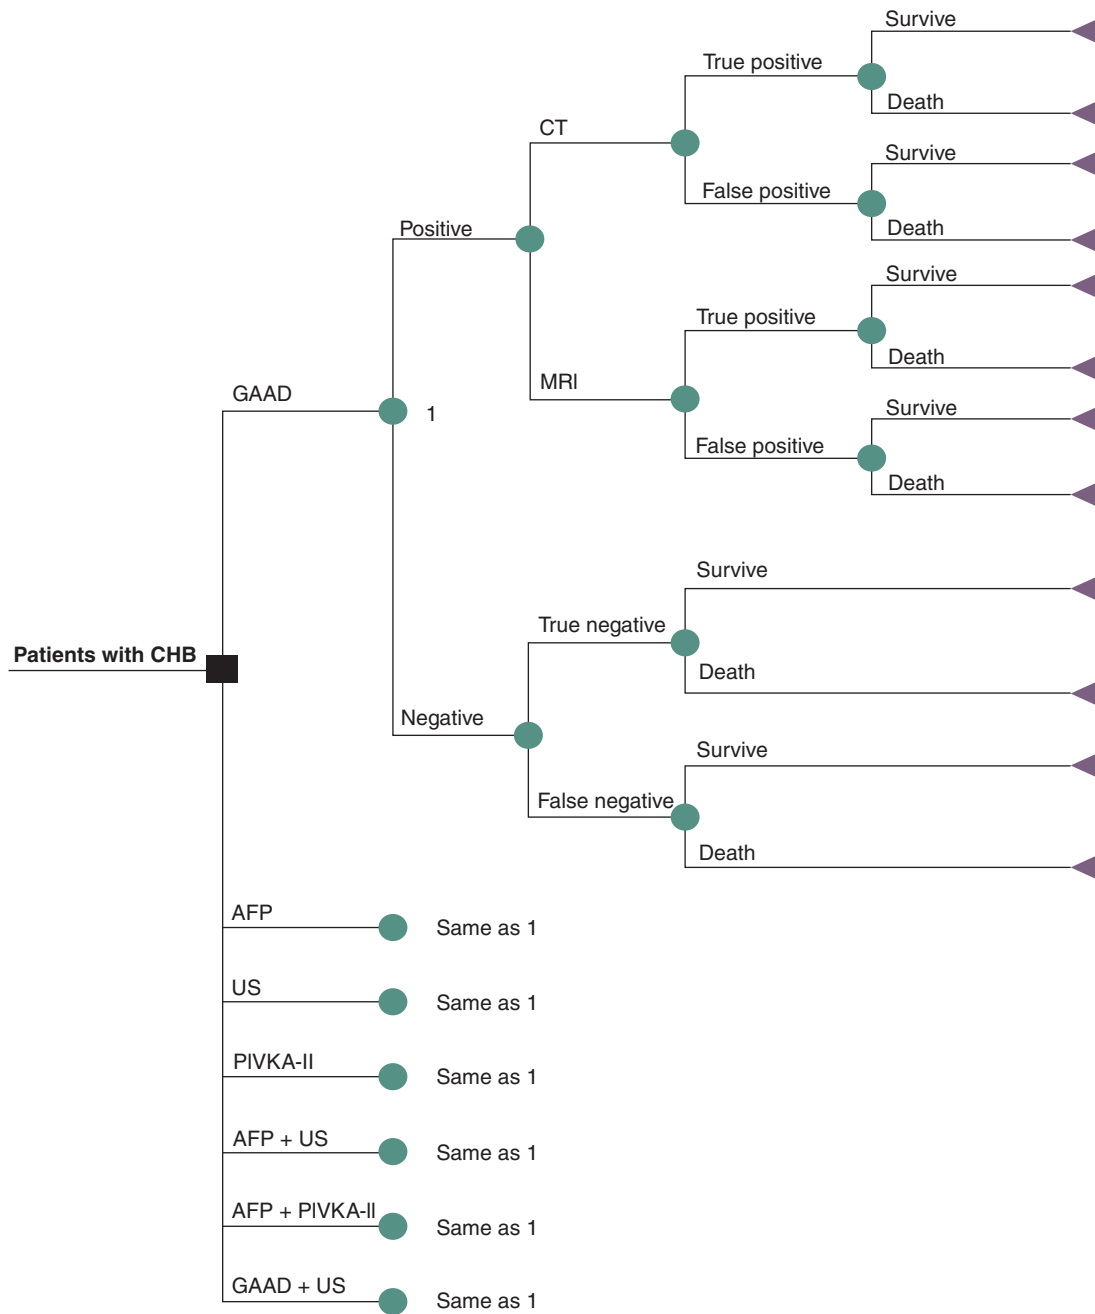 Survive
True positive
Death
CT
Survive
False positive
Positive
Death
Survive
True positive
Death
MRI
GAAD
1
Survive
False positive
Death
Survive
True negative
Patients with CHB
Death
Negative
Survive
False negative
Death
AFP
Same as 1
US
Same as 1
PIVKA-II
Same as 1
AFP + US
Same as 1
AFP + PIVKA-II
Same as 1
GAAD + US
Same as 1